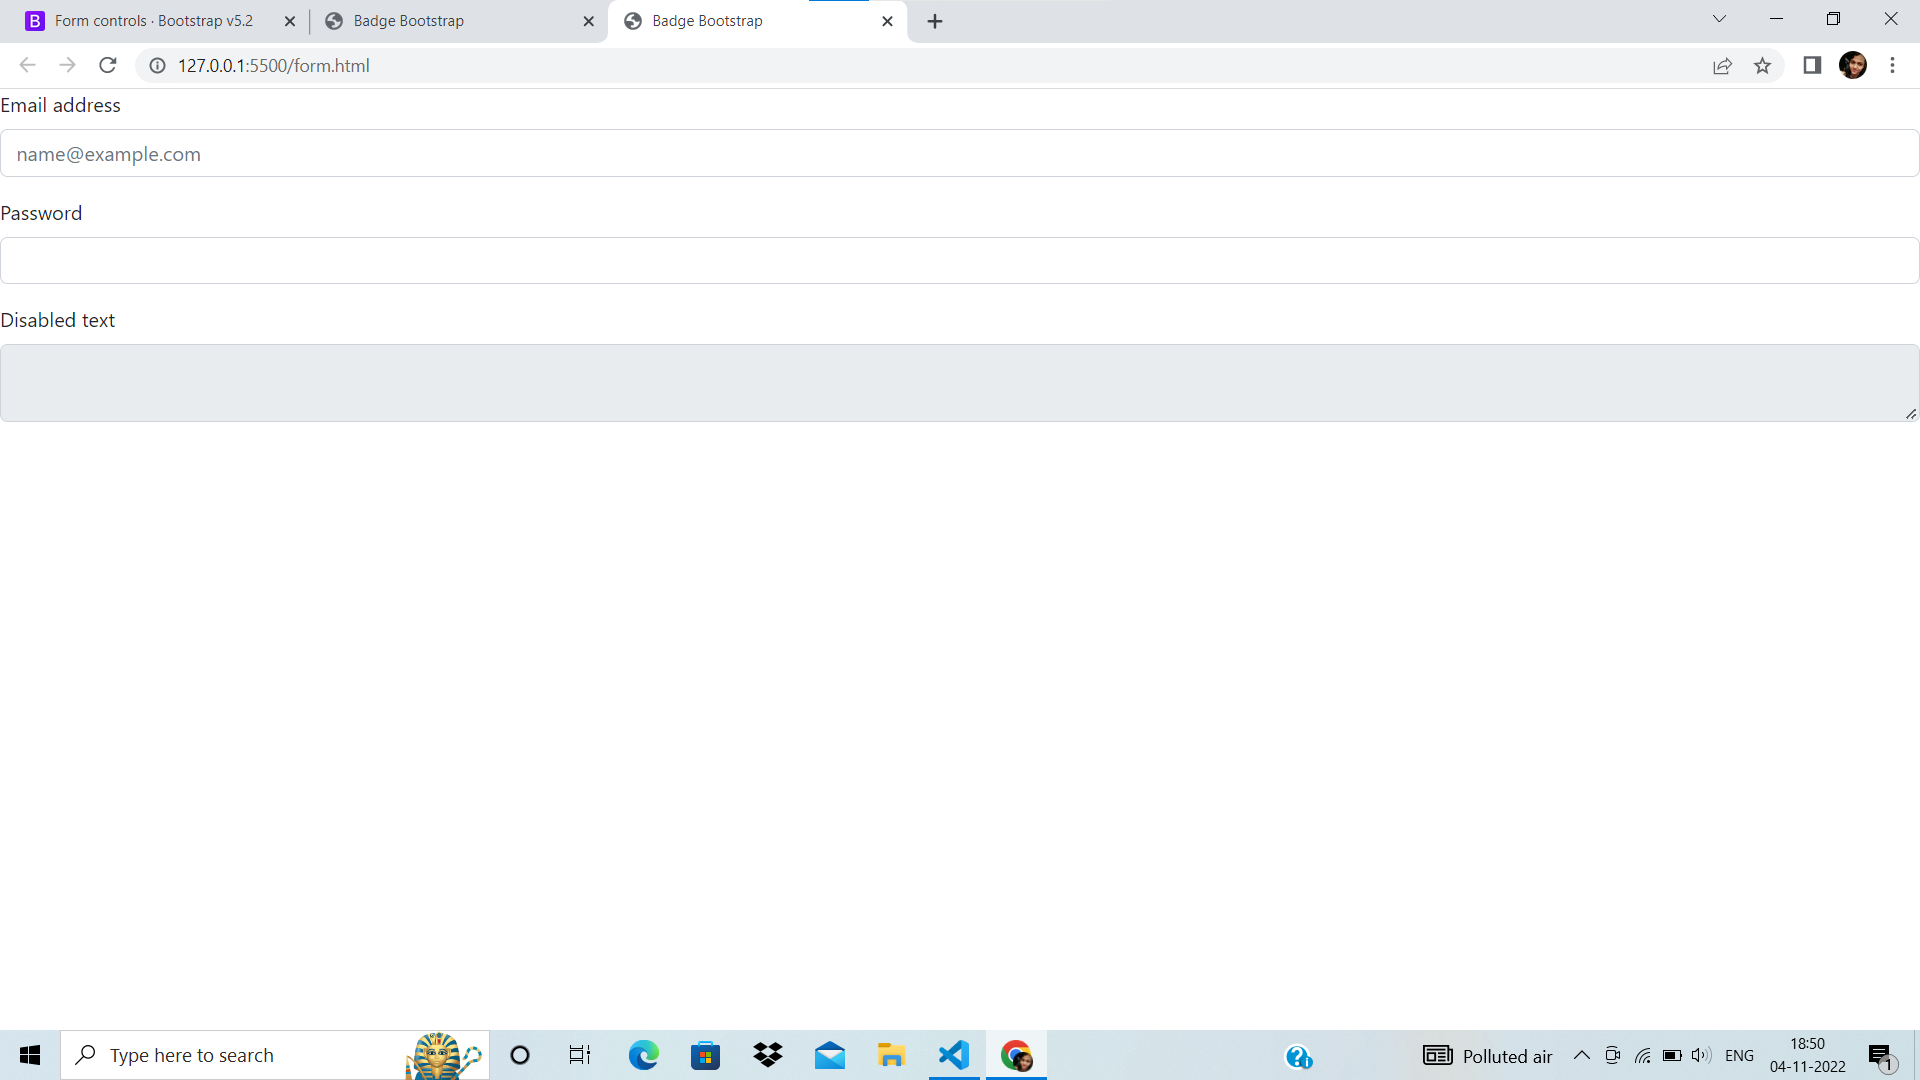 B Form controls · Bootstrap v5.2
Badge Bootstrap
Badge Bootstrap
127.0.0.1:5500/form.html
Email address
name@example.com
Password
Disabled text
Type here to search
Polluted air
ENG
18:50
04-11-2022
1